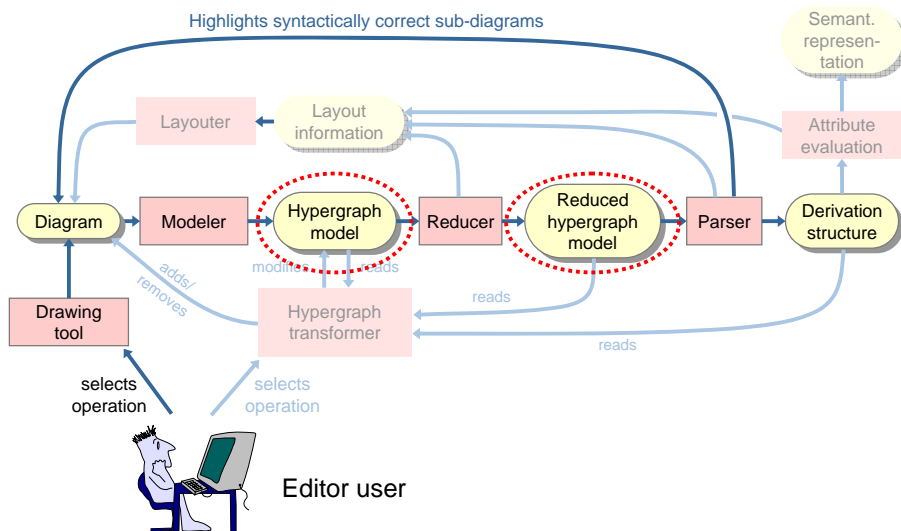 Highlights syntactically correct sub-diagrams
Semant.
represen-
tation
Layouter
Layout
information
Attribute
evaluation
Diagram
Modeler
Hypergraph
model
Reducer
Reduced
hypergraph
model
Parser
Derivation
structure
adds/
removes
modifies
reads
Drawing
tool
Hypergraph
transformer
reads
reads
selects
operation
selects
operation
Editor user